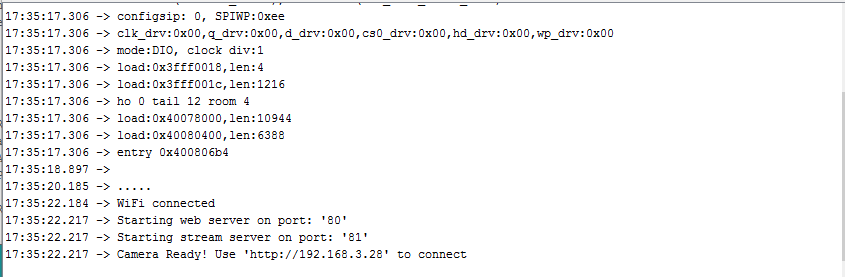 17:35:17.306 -> configsip: 0, SPIWP:0xee
17:35:17.306 -> clk_drv:0x00,q_drv:0x00,d_drv:0x00,cs0_drv:0x00,hd_drv:0x00,wp_drv:0x00
17:35:17.306 -> mode:DIO, clock div:1
17:35:17.306 -> load:0x3fff0018,len:4
17:35:17.306 -> load:0x3fff001c,len:1216
17:35:17.306 -> ho 0 tail 12 room 4
17:35:17.306 -> load:0x40078000,len:10944
17:35:17.306 -> load:0x40080400,len:6388
17:35:17.306 -> entry 0x400806b4
17:35:18.897 ->
17:35:20.185 -> .....
17:35:22.184 -> WiFi connected
17:35:22.217 -> Starting web server on port: '80'
17:35:22.217 -> Starting stream server on port: '81'
17:35:22.217 -> Camera Ready! Use 'http://192.168.3.28' to connect